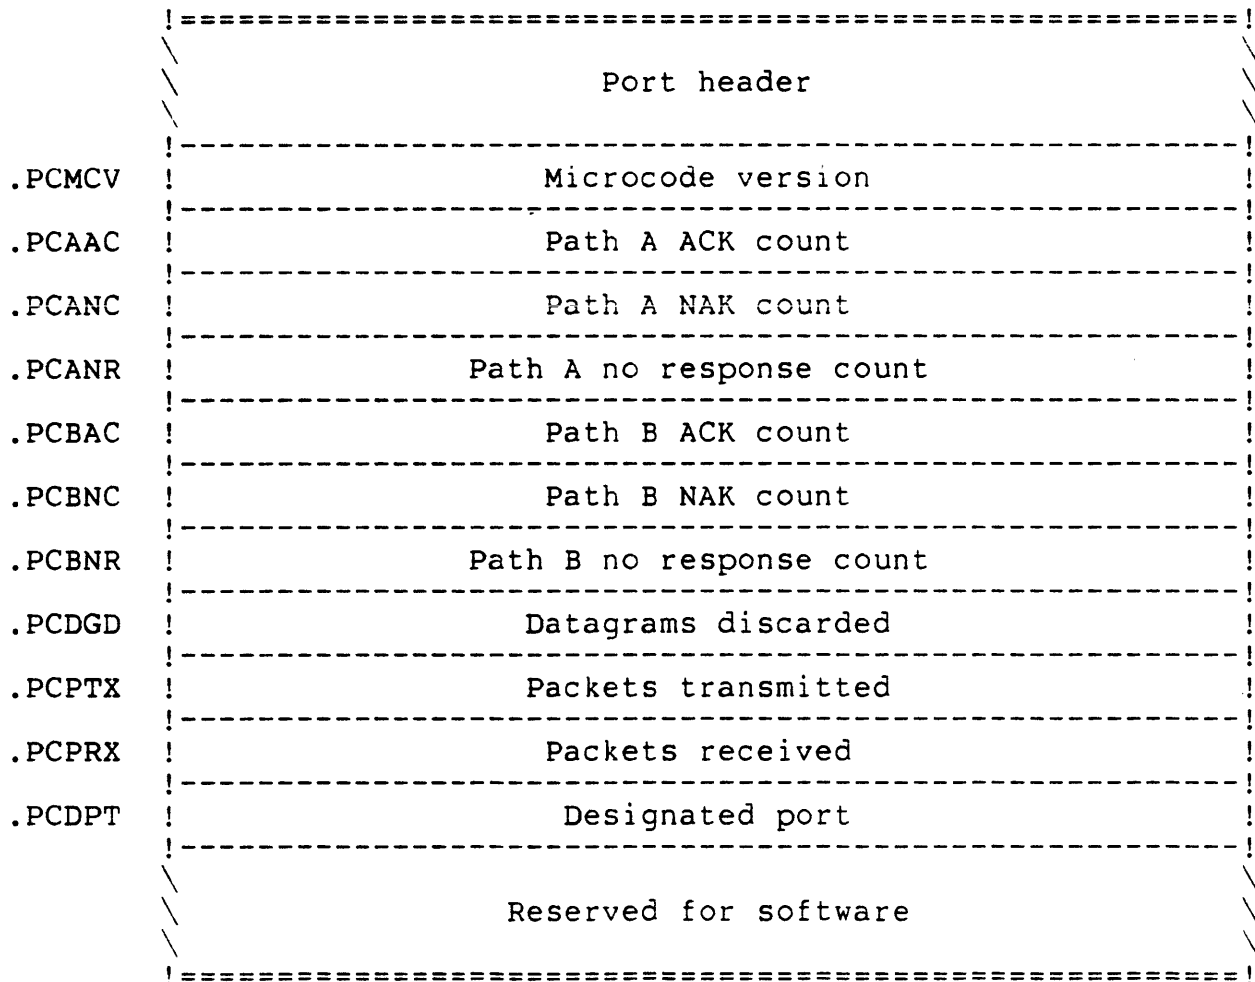 !=======================================================!
\ \
\ Port header \
\ \
!-------------------------------------------------------!
.PCMCV ! Microcode version !
!-------------------------------------------------------!
.PCAAC ! Path A ACK count !
!-------------------------------------------------------!
.PCANC ! Path A NAK count !
!-------------------------------------------------------!
.PCANR ! Path A no response count !
!-------------------------------------------------------!
.PCBAC ! Path B ACK count !
!-------------------------------------------------------!
.PCBNC ! Path B NAK count !
!-------------------------------------------------------!
.PCBNR ! Path B no response count !
!-------------------------------------------------------!
.PCDGD ! Datagrams discarded !
!-------------------------------------------------------!
.PCPTX ! Packets transmitted !
!-------------------------------------------------------!
.PCPRX ! Packets received !
!-------------------------------------------------------!
.PCDPT ! Designated port !
!-------------------------------------------------------!
\ \
\ Reserved for software \
\ \
!=======================================================!